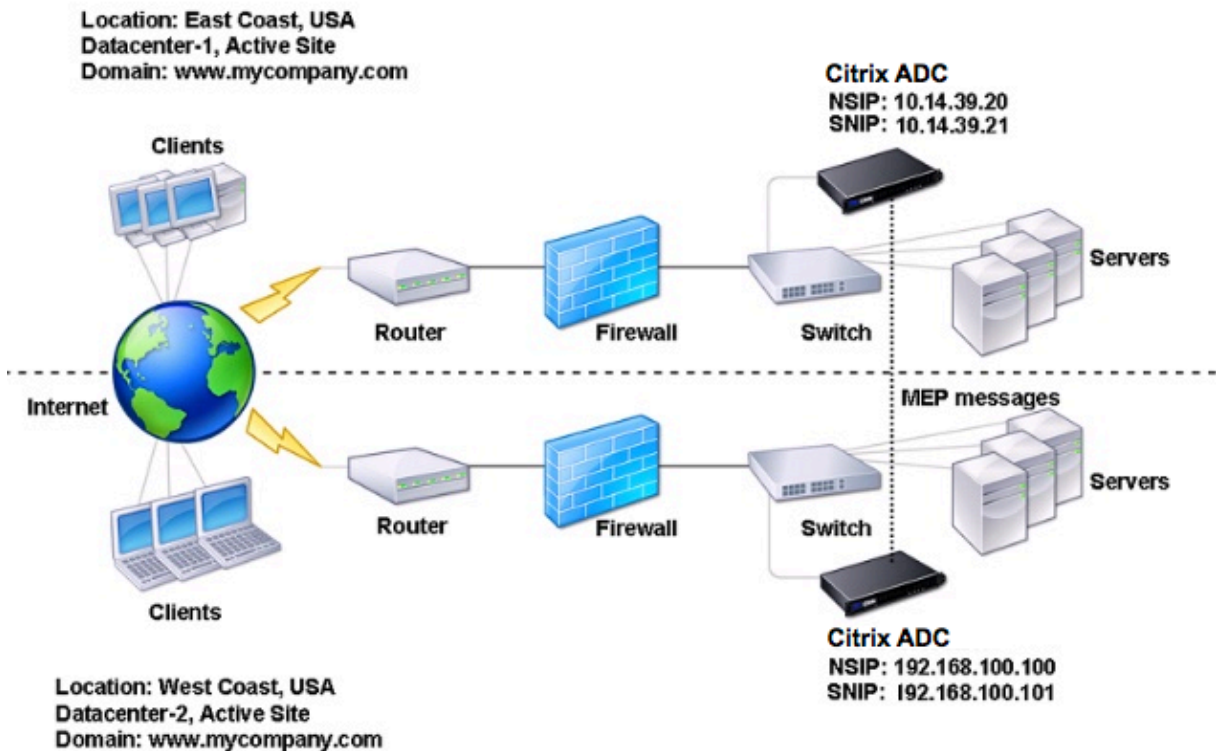 Location: East Coast, USA
Datacenter-1, Active Site
Domain: www.mycompany.com
Citrix ADC
NSIP: 10.14.39.20
SNIP: 10.14.39.21
Clients
Servers
Router
Firewall
Switch
Internet
MEP messages
Servers
Router
Firewall
Switch
Clients
Citrix ADC
NSIP: 192.168.100.100
SNIP: 192.168.100.101
Location: West Coast, USA
Datacenter-2, Active Site
Domain: www.mycompany.com